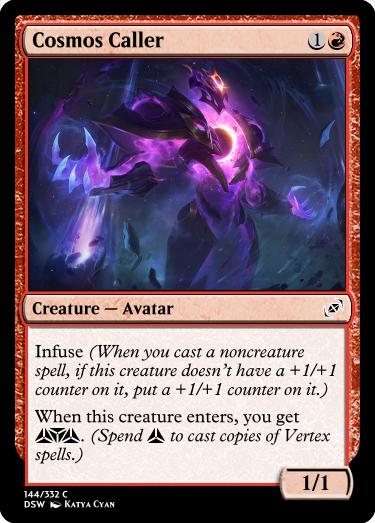 Cosmos Caller 1
Creature — Avatar
Infuse (When you cast a noncreature
spell, if this creature doesn't have a +1/+1
counter on it, put a +1/+1 counter on it.)
When this creature enters, you get
. (Spend to cast copies of Vertex
spells.)
1/1
144/332 C
DSW Katya Cyan